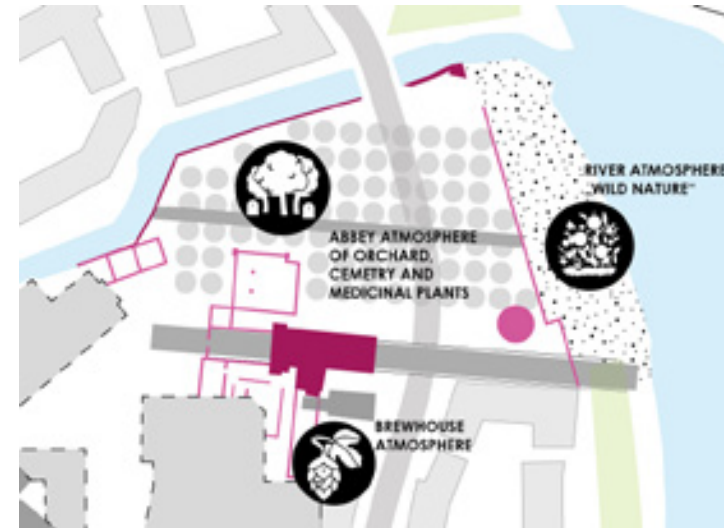 RIVER ATMOSPHERE
„WILD NATURE"
ABBEY ATMOSPHERE
OF ORCHARD,
CEMETRY AND
MEDICINAL PLANTS
BREWHOUSE
ATMOSPHERE